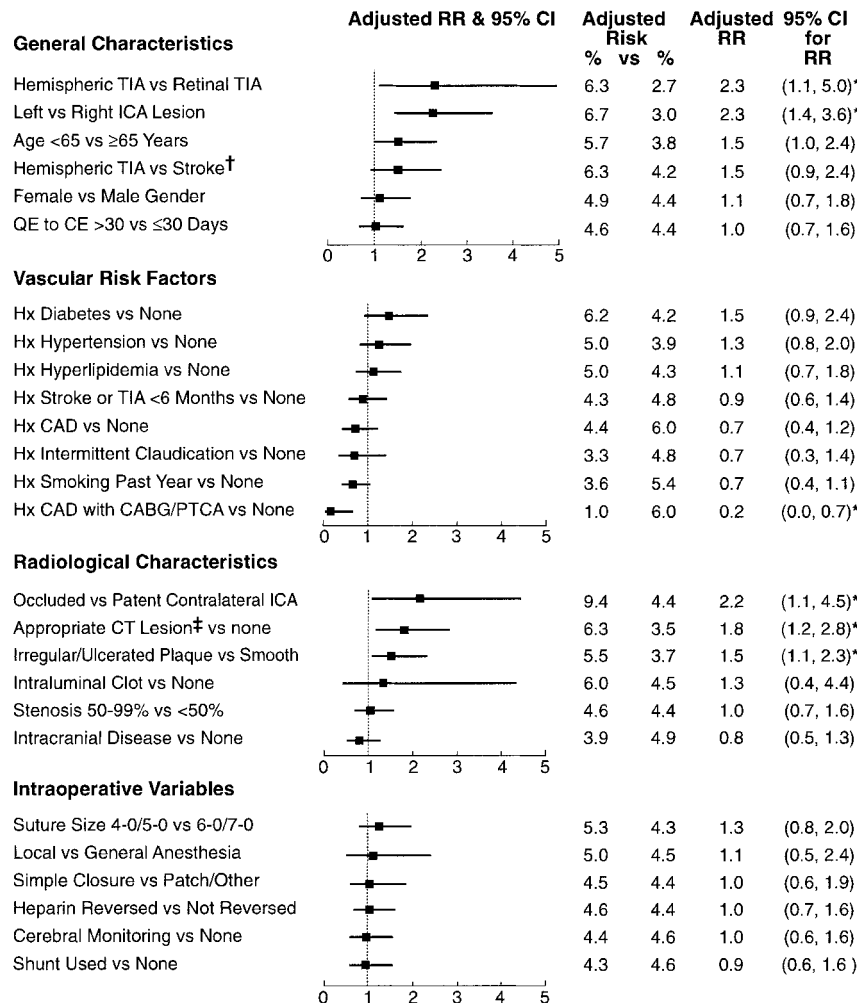 Adjusted RR & 95% CI Adjusted Adjusted 95% CI
General Characteristics Risk RR for
% vs % RR
Hemispheric TIA vs Retinal TIA 6.3 2.7 2.3 (1.1, 5.0)*
Left vs Right ICA Lesion 6.7 3.0 2.3 (1.4, 3.6)*
Age <65 vs ≥65 Years 5.7 3.8 1.5 (1.0, 2.4)
Hemispheric TIA vs Stroke† 6.3 4.2 1.5 (0.9, 2.4)
Female vs Male Gender 4.9 4.4 1.1 (0.7, 1.8)
QE to CE >30 vs ≤30 Days 4.6 4.4 1.0 (0.7, 1.6)
0 1 2 3 4 5
Vascular Risk Factors
Hx Diabetes vs None 6.2 4.2 1.5 (0.9, 2.4)
Hx Hypertension vs None 5.0 3.9 1.3 (0.8, 2.0)
Hx Hyperlipidemia vs None 5.0 4.3 1.1 (0.7, 1.8)
Hx Stroke or TIA <6 Months vs None 4.3 4.8 0.9 (0.6, 1.4)
Hx CAD vs None 4.4 6.0 0.7 (0.4, 1.2)
Hx Intermittent Claudication vs None 3.3 4.8 0.7 (0.3, 1.4)
Hx Smoking Past Year vs None 3.6 5.4 0.7 (0.4, 1.1)
Hx CAD with CABG/PTCA vs None 1.0 6.0 0.2 (0.0, 0.7)*
0 1 2 3 4 5
Radiological Characteristics
Occluded vs Patent Contralateral ICA 9.4 4.4 2.2 (1.1, 4.5)*
Appropriate CT Lesion‡ vs none 6.3 3.5 1.8 (1.2, 2.8)*
Irregular/Ulcerated Plaque vs Smooth 5.5 3.7 1.5 (1.1, 2.3)*
Intraluminal Clot vs None 6.0 4.5 1.3 (0.4, 4.4)
Stenosis 50-99% vs <50% 4.6 4.4 1.0 (0.7, 1.6)
Intracranial Disease vs None 3.9 4.9 0.8 (0.5, 1.3)
0 1 2 3 4 5
Intraoperative Variables
Suture Size 4-0/5-0 vs 6-0/7-0 5.3 4.3 1.3 (0.8, 2.0)
Local vs General Anesthesia 5.0 4.5 1.1 (0.5, 2.4)
Simple Closure vs Patch/Other 4.5 4.4 1.0 (0.6, 1.9)
Heparin Reversed vs Not Reversed 4.6 4.4 1.0 (0.7, 1.6)
Cerebral Monitoring vs None 4.4 4.6 1.0 (0.6, 1.6)
Shunt Used vs None 4.3 4.6 0.9 (0.6, 1.6 )
0 1 2 3 4 5